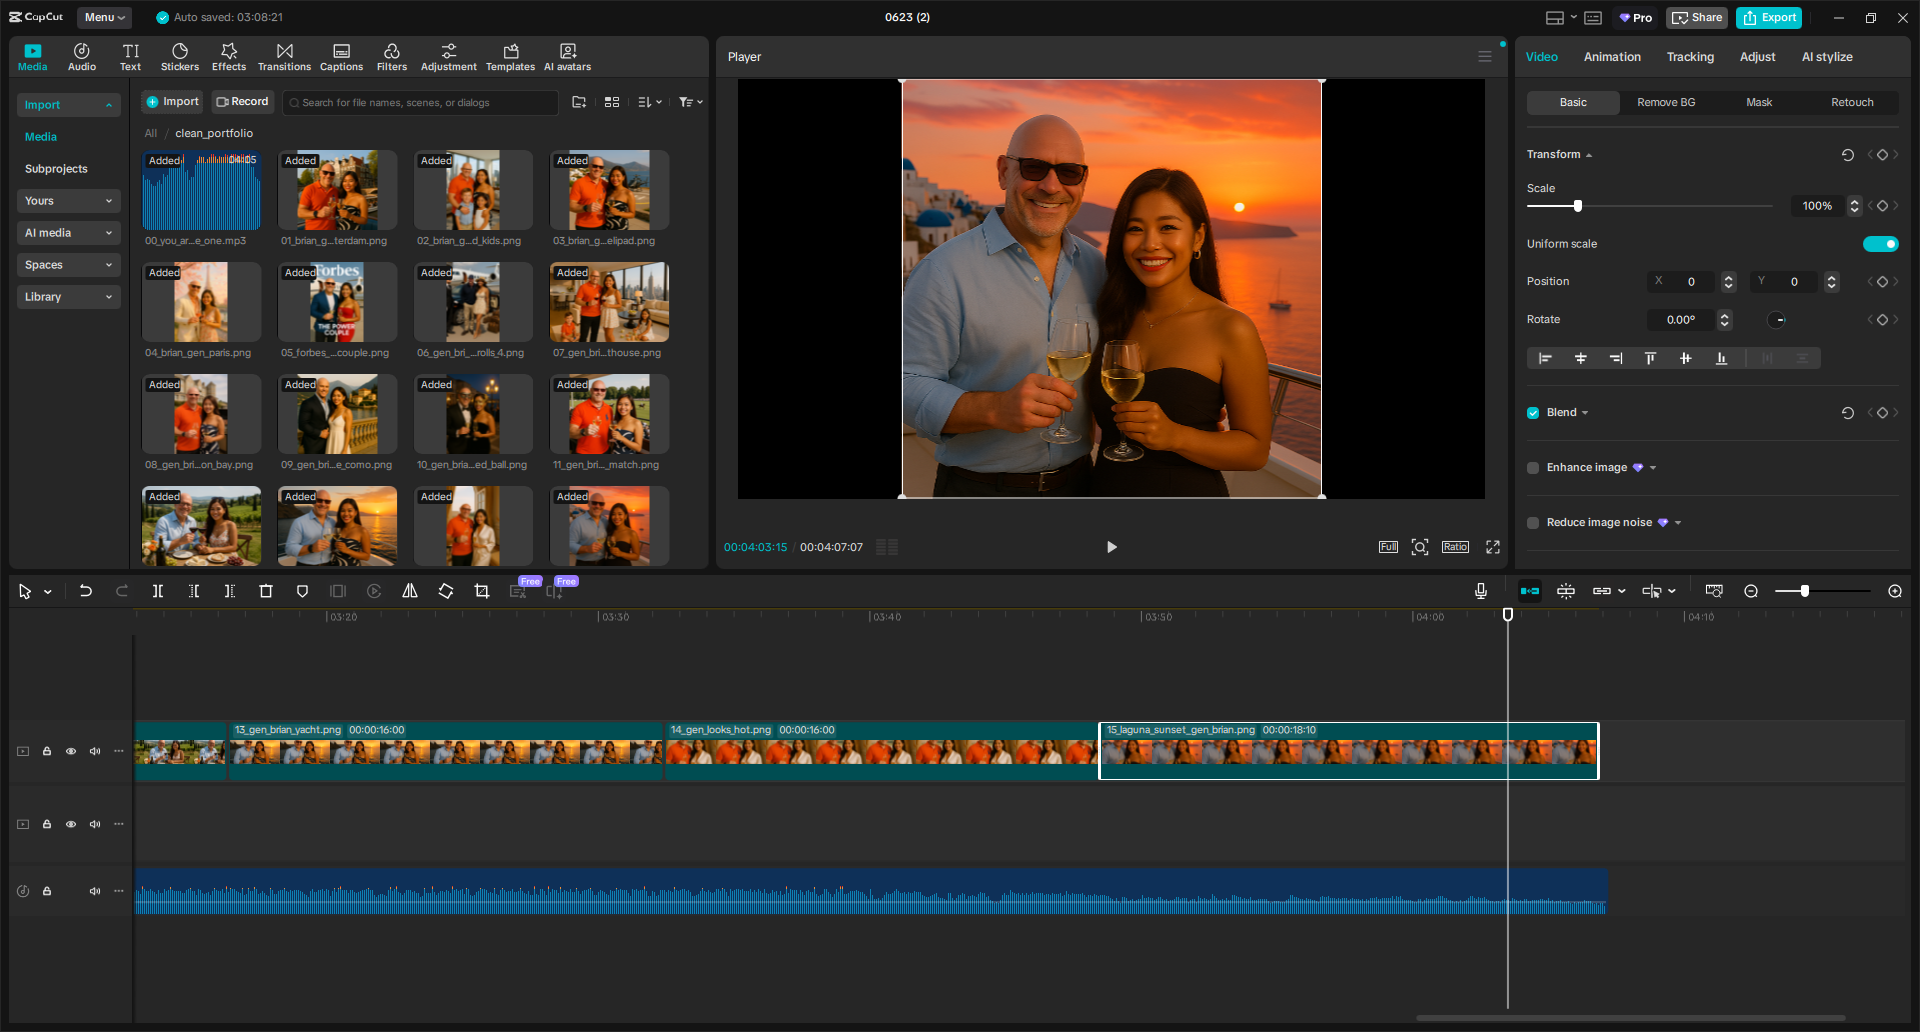 CapCut
Menu
Auto saved: 03:08:21
0623 (2)
Pro
Share
Export
Media
Audio
Text
Stickers
Effects
Transitions
Captions
Filters
Adjustment
Templates
AI avatars
Import
Media
Subprojects
Yours
AI media
Spaces
Library
Import
Record
Search for file names, scenes, or dialogs
All / clean_portfolio
Added 04:05
Added
Added
Added
00_you_ar...e_one.mp3
01_brian_g...terdam.png
02_brian_g...d_kids.png
03_brian_g...elipad.png
Added
Added
Forbes
THE POWER
COUPLE
Added
Added
04_brian_gen_paris.png
05_forbes_...couple.png
06_gen_bri_...rolls_4.png
07_gen_bri...thouse.png
Added
Added
Added
Added
08_gen_bri...on_bay.png
09_gen_bri...e_como.png
10_gen_bria...ed_ball.png
11_gen_bri..._match.png
Added
Added
Added
Added
Player
00:04:03:15 / 00:04:07:07
Full
Ratio
Video
Animation
Tracking
Adjust
AI stylize
Basic
Remove BG
Mask
Retouch
Transform
Scale
100%
Uniform scale
Position
X 0
Y 0
Rotate
0.00°
Blend
Enhance image
Reduce image noise
Free
Free
03:20
03:30
03:40
03:50
04:00
04:10
13_gen_brian_yacht.png 00:00:16:00
14_gen_looks_hot.png 00:00:16:00
15_laguna_sunset_gen_brian.png 00:00:18:10